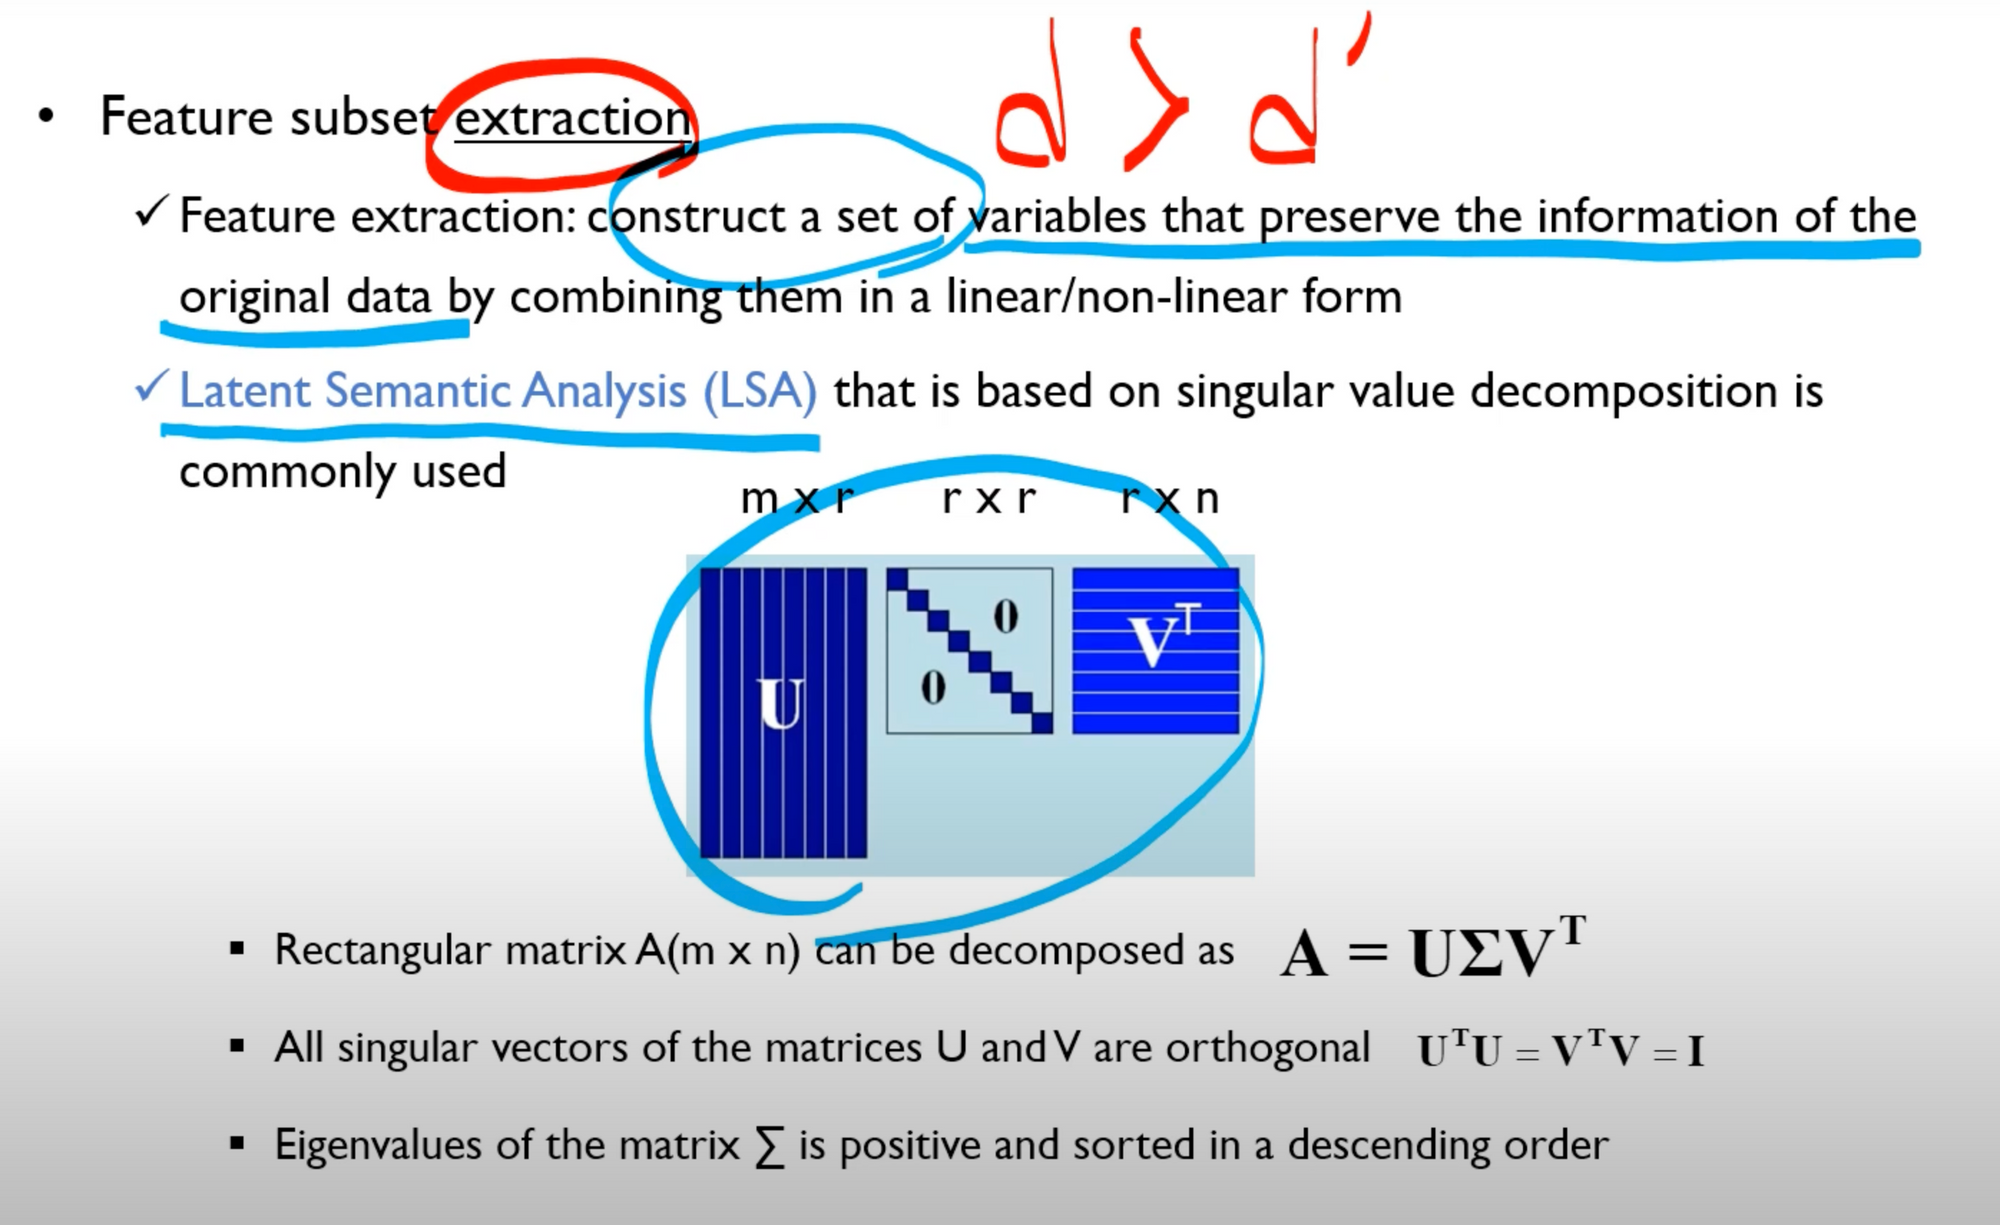 d > d'
• Feature subset extraction
✓ Feature extraction: construct a set of variables that preserve the information of the
original data by combining them in a linear/non-linear form
✓ Latent Semantic Analysis (LSA) that is based on singular value decomposition is
commonly used
m x r r x r r x n
0
V^T
U
0
▪ Rectangular matrix A(m x n) can be decomposed as A = UΣV^T
▪ All singular vectors of the matrices U and V are orthogonal U^TU = V^TV = I
▪ Eigenvalues of the matrix ∑ is positive and sorted in a descending order